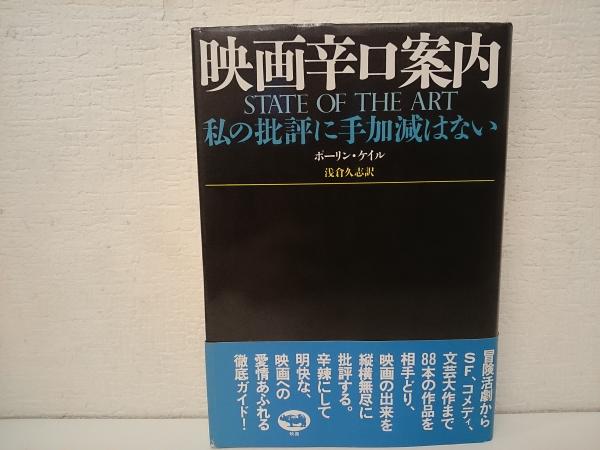 映画辛口案内
STATE OF THE ART
私の批評に手加減はない
ポーリン・ケイル
浅倉久志訳
冒険活劇から
SF、コメディ、
文芸大作まで
88本の作品を
相手どり、
映画の出来を
縦横無尽に
批評する。
辛辣にして
明快な、
映画への
愛情あふれる
徹底ガイド！
映画